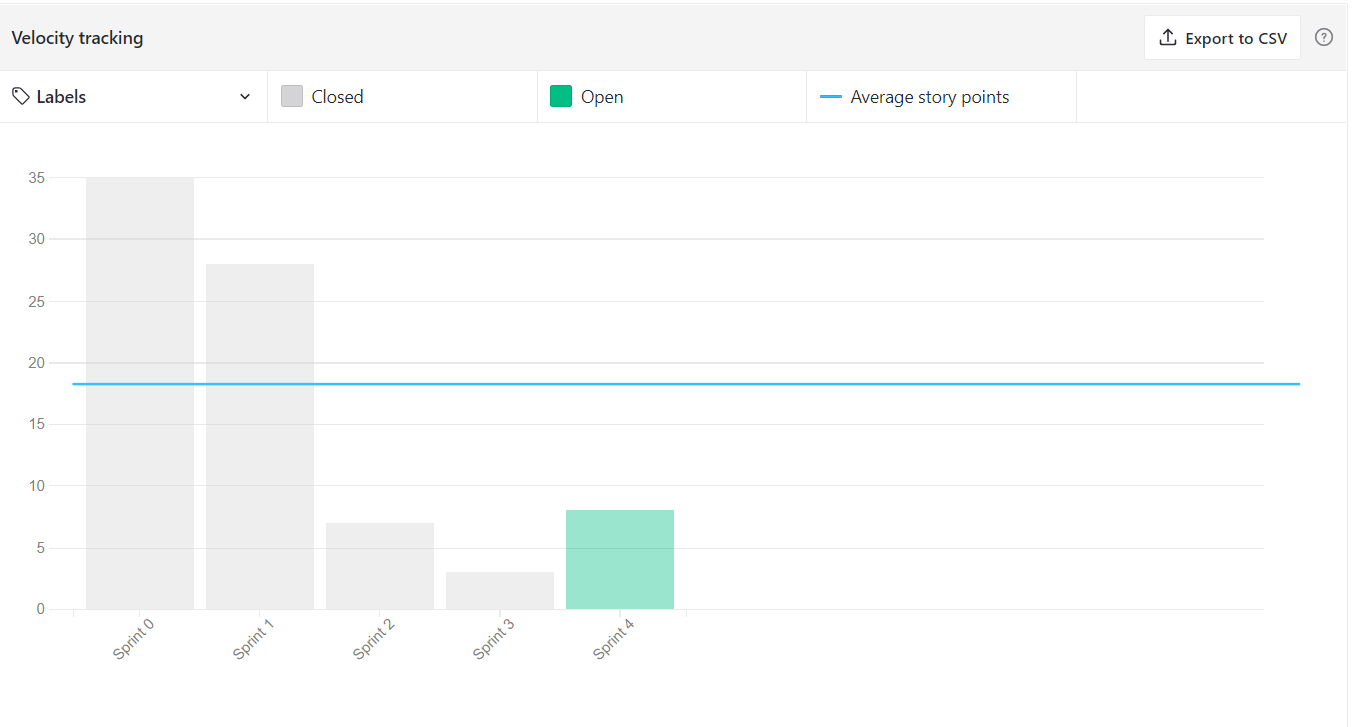 Velocity tracking
Export to CSV
?
Labels
Closed
Open
Average story points
35
30
25
20
15
10
5
0
Sprint 0
Sprint 1
Sprint 2
Sprint 3
Sprint 4